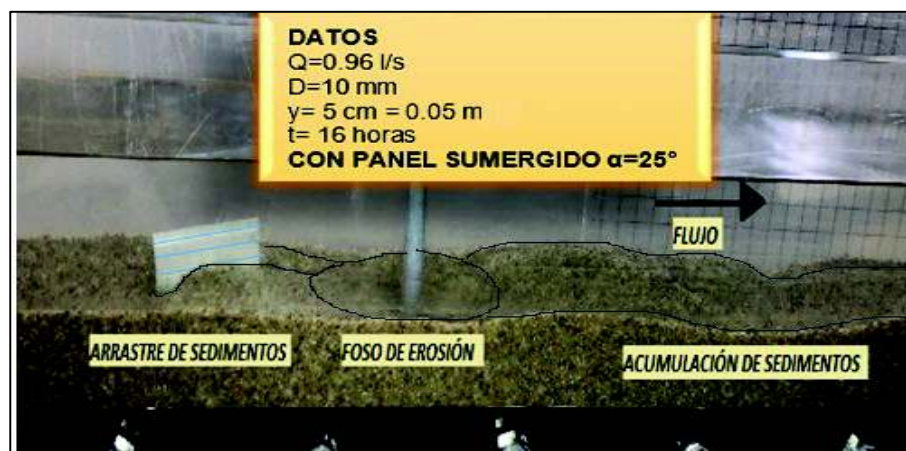 DATOS
Q=0.96 l/s
D=10 mm
y= 5 cm = 0.05 m
t= 16 horas
CON PANEL SUMERGIDO α=25°
FLUJO
ARRASTRE DE SEDIMENTOS
FOSO DE EROSIÓN
ACUMULACIÓN DE SEDIMENTOS